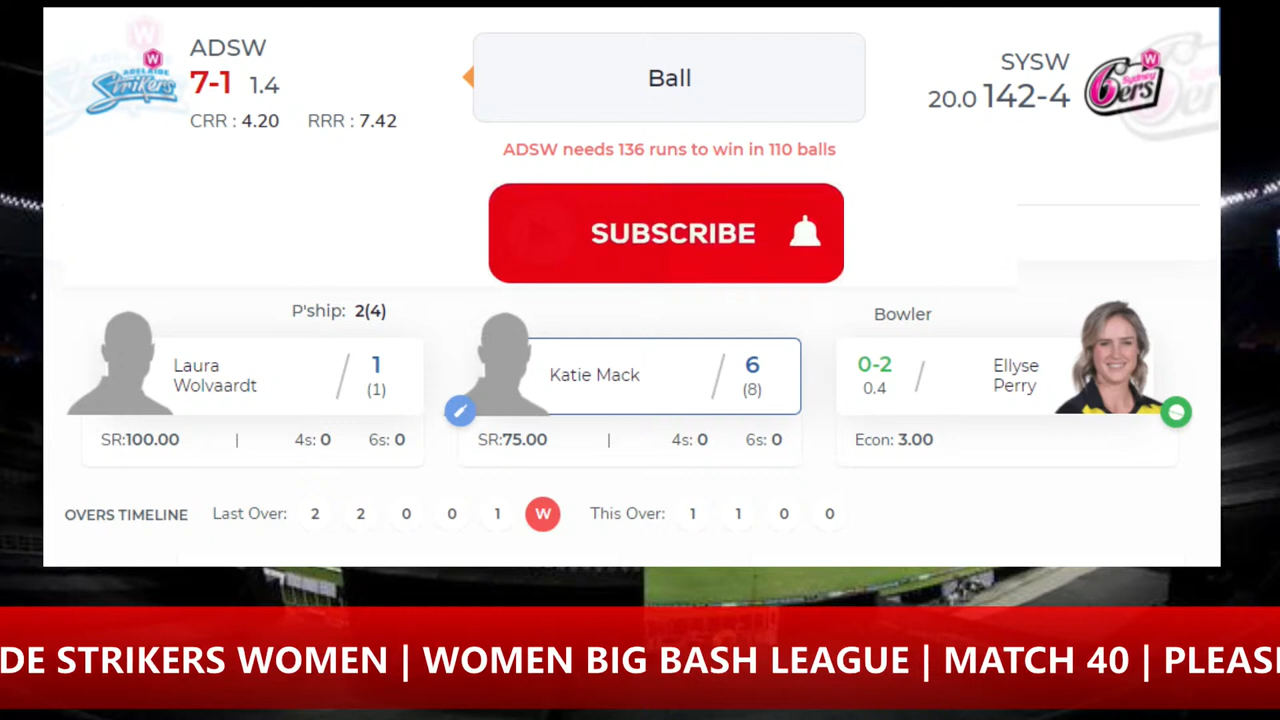 ADSW
7-1 1.4
CRR : 4.20 RRR : 7.42
W
ADELAIDE
Strikers
Ball
ADSW needs 136 runs to win in 110 balls
SYSW
20.0 142-4
W
Sydney
6ers
SUBSCRIBE
P'ship: 2(4)
Laura
Wolvaardt
1
(1)
SR:100.00 | 4s: 0 6s: 0
Katie Mack
6
(8)
SR:75.00 | 4s: 0 6s: 0
Bowler
0-2
0.4
Ellyse
Perry
Econ: 3.00
OVERS TIMELINE Last Over: 2 2 0 0 1 W This Over: 1 1 0 0
DE STRIKERS WOMEN | WOMEN BIG BASH LEAGUE | MATCH 40 | PLEAS